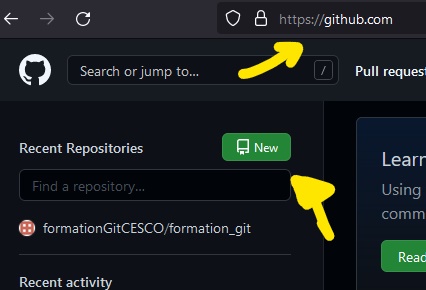 https://github.com
Search or jump to... /
Pull request
Recent Repositories
New
Find a repository...
formationGitCESCO/formation_git
Recent activity
Learn
Using
comm
Read